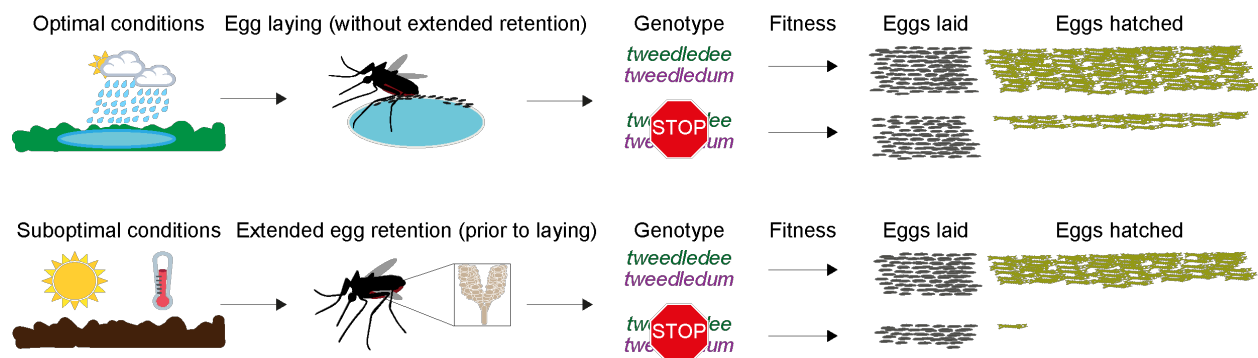 Optimal conditions
Egg laying (without extended retention)
Genotype
Fitness
Eggs laid
Eggs hatched
tweedledee
tweedledum
STOP
Suboptimal conditions
Extended egg retention (prior to laying)
Genotype
Fitness
Eggs laid
Eggs hatched
tweedledee
tweedledum
STOP